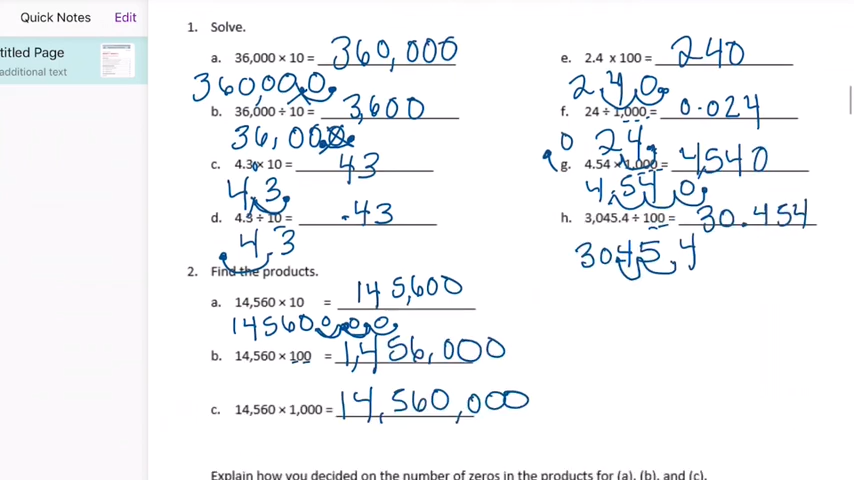 Quick Notes Edit
ntitled Page
additional text
1. Solve.
a. 36,000 × 10 = 360,000
360,000.0.
b. 36,000 ÷ 10 = 3,600
36,000
c. 4.3 × 10 = 43
4.3.
d. 4.3 ÷ 10 = .43
.4.3
e. 2.4 x 100 = 240
2.40.
f. 24 ÷ 1,000 = 0.024
.0 24.
g. 4.54 × 1,000 = 4,540
4.540.
h. 3,045.4 ÷ 100 = 30.454
3045.4
2. Find the products.
a. 14,560 × 10 = 145,600
14560000
b. 14,560 × 100 = 1,456,000
c. 14,560 × 1,000 = 14,560,000
Explain how you decided on the number of zeros in the products for (a), (b), and (c).